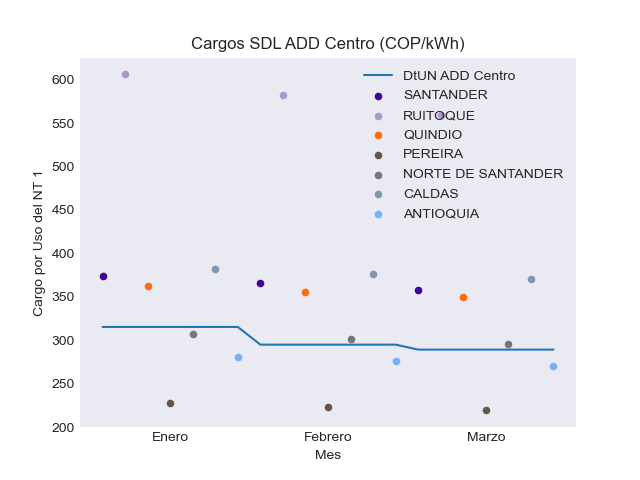 Cargos SDL ADD Centro (COP/kWh)
DtUN ADD Centro
SANTANDER
RUITOQUE
QUINDIO
PEREIRA
NORTE DE SANTANDER
CALDAS
ANTIOQUIA
Cargo por Uso del NT 1
600
550
500
450
400
350
300
250
200
Enero
Febrero
Marzo
Mes